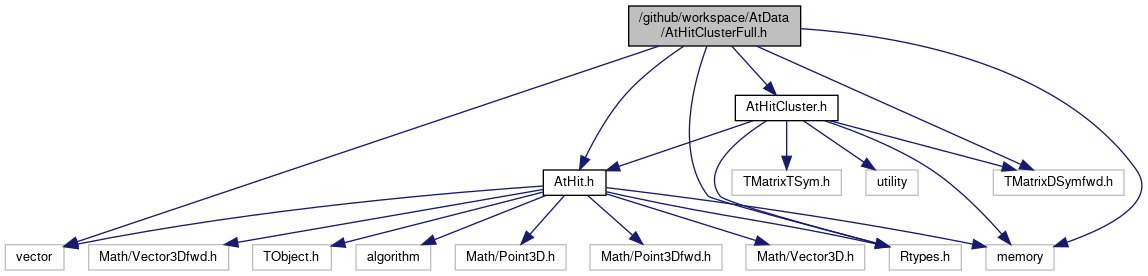 /github/workspace/AtData
/AtHitClusterFull.h
AtHitCluster.h
AtHit.h
TMatrixTSym.h
utility
TMatrixDSymfwd.h
vector
Math/Vector3Dfwd.h
TObject.h
algorithm
Math/Point3D.h
Math/Point3Dfwd.h
Math/Vector3D.h
Rtypes.h
memory